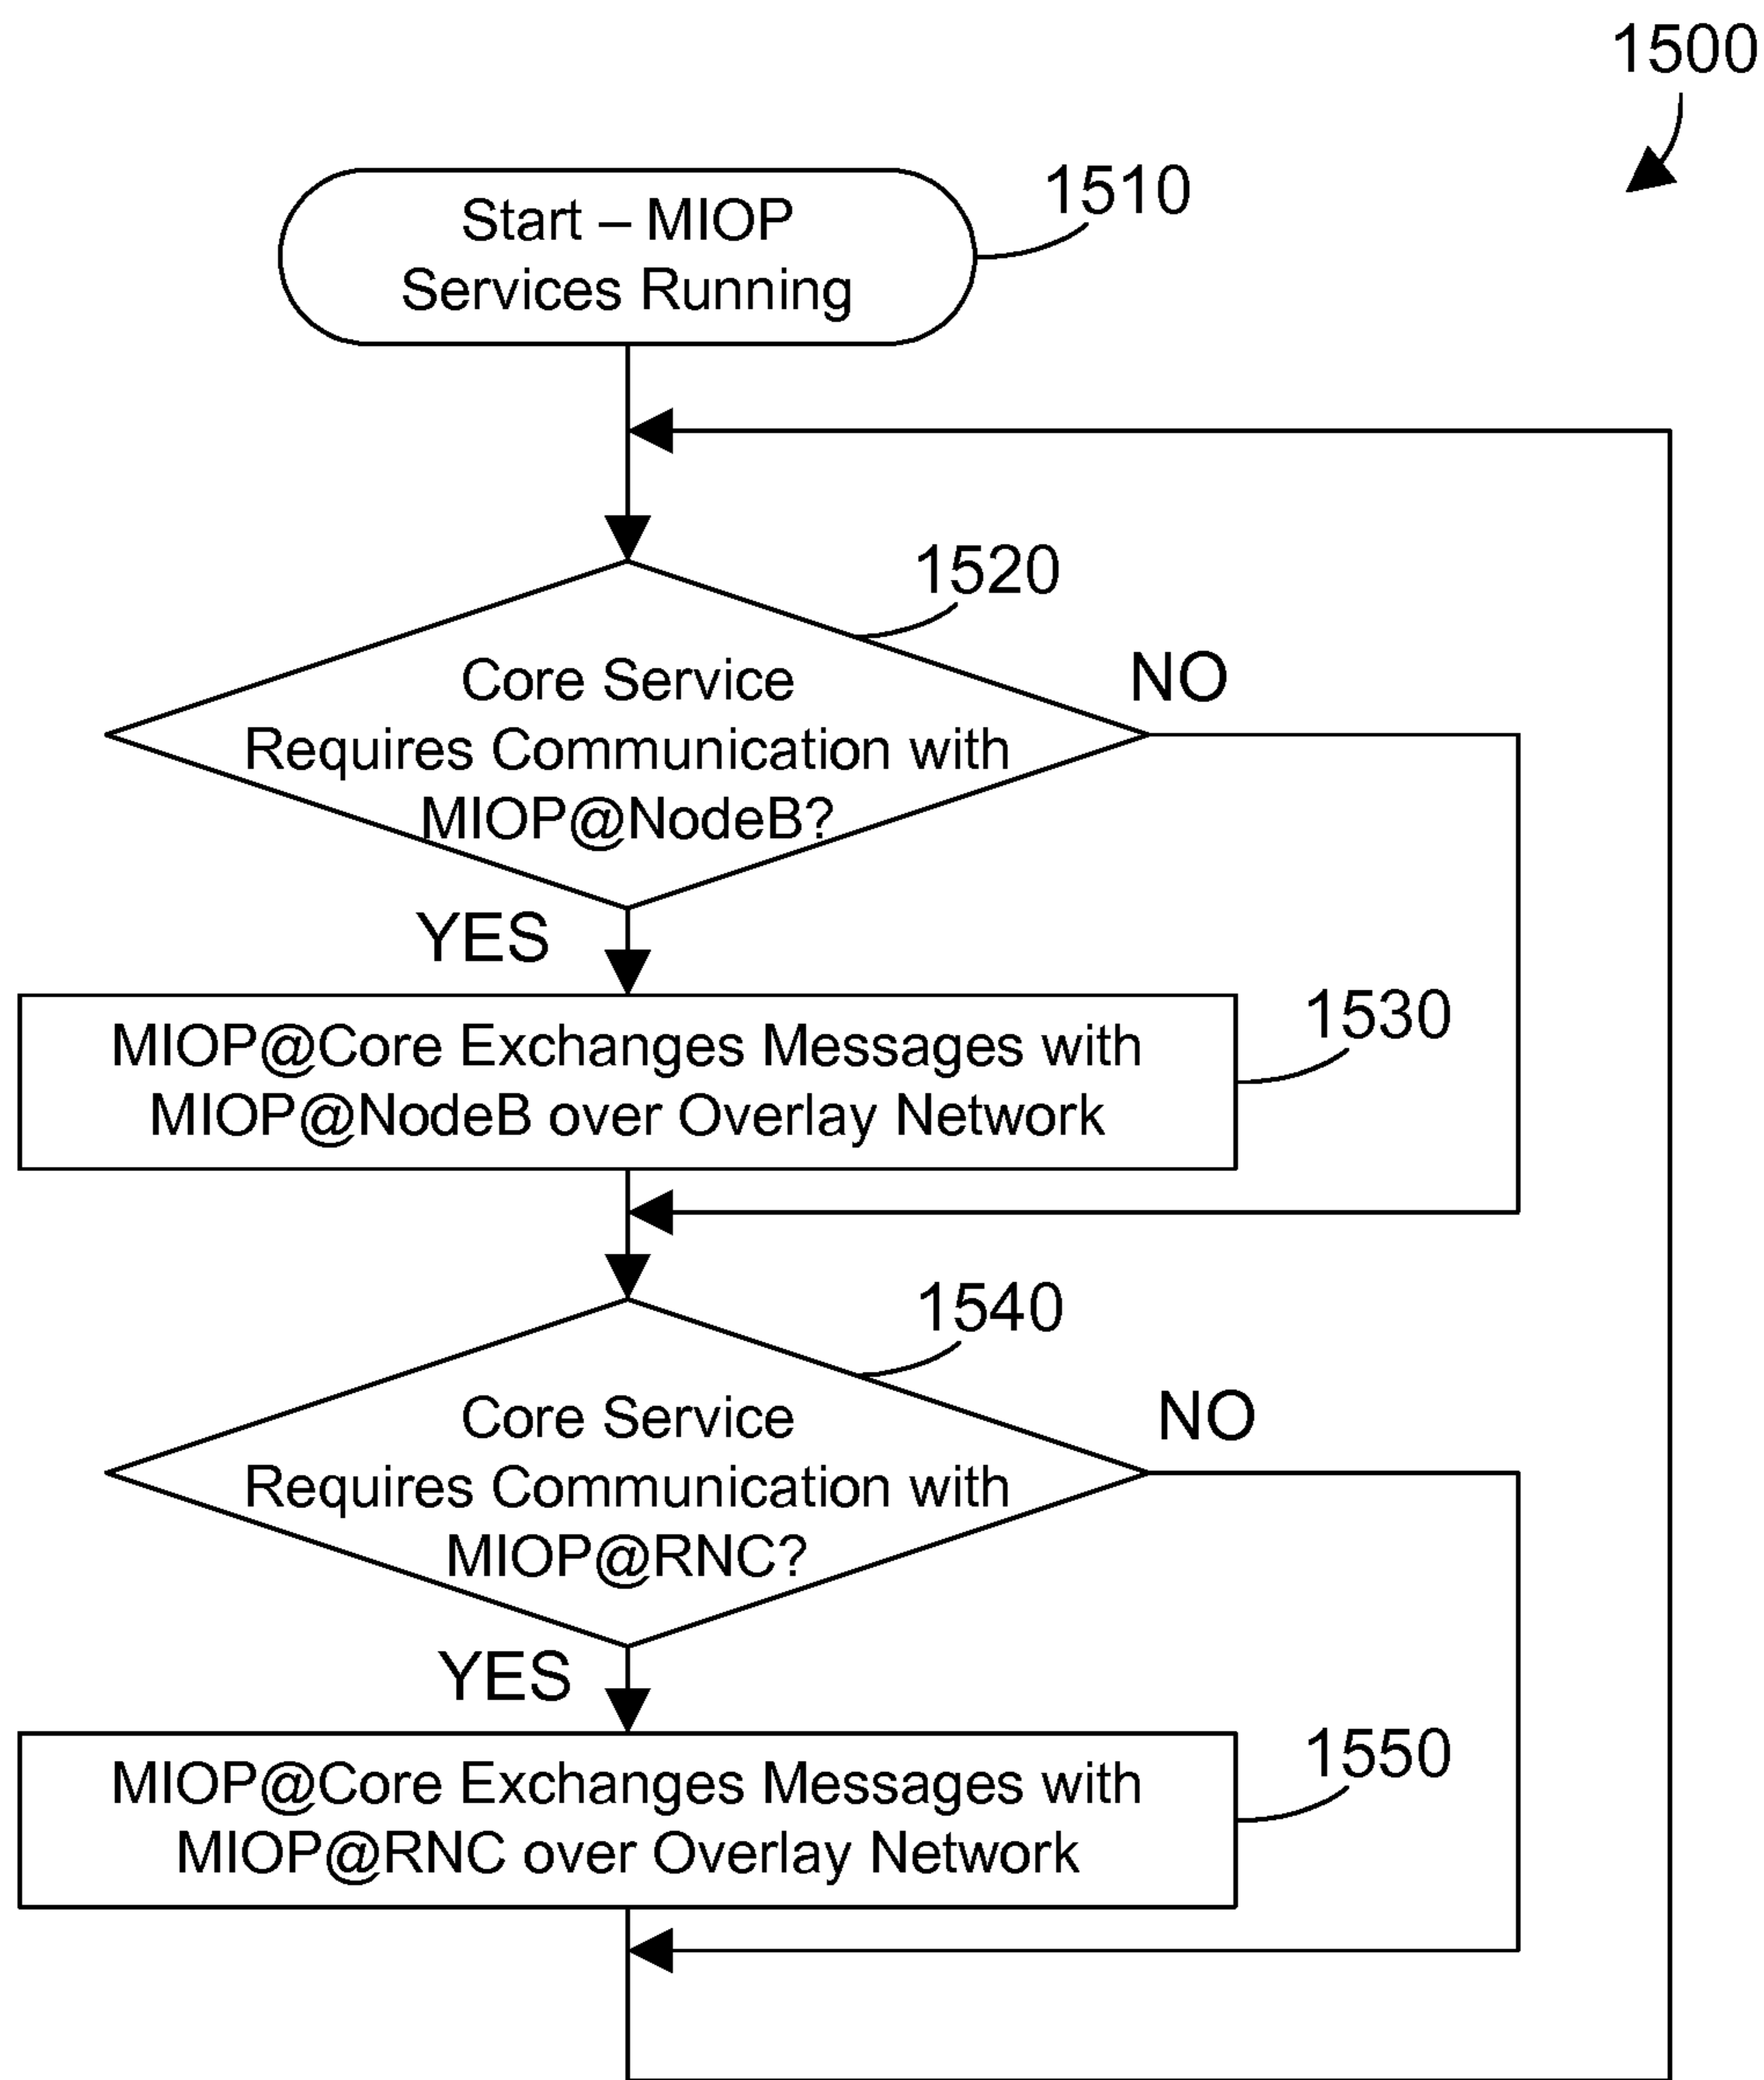 1500
Start – MIOP
Services Running
1510
1520
Core Service
Requires Communication with
MIOP@NodeB?
NO
YES
1530
MIOP@Core Exchanges Messages with
MIOP@NodeB over Overlay Network
1540
Core Service
Requires Communication with
MIOP@RNC?
NO
YES
1550
MIOP@Core Exchanges Messages with
MIOP@RNC over Overlay Network